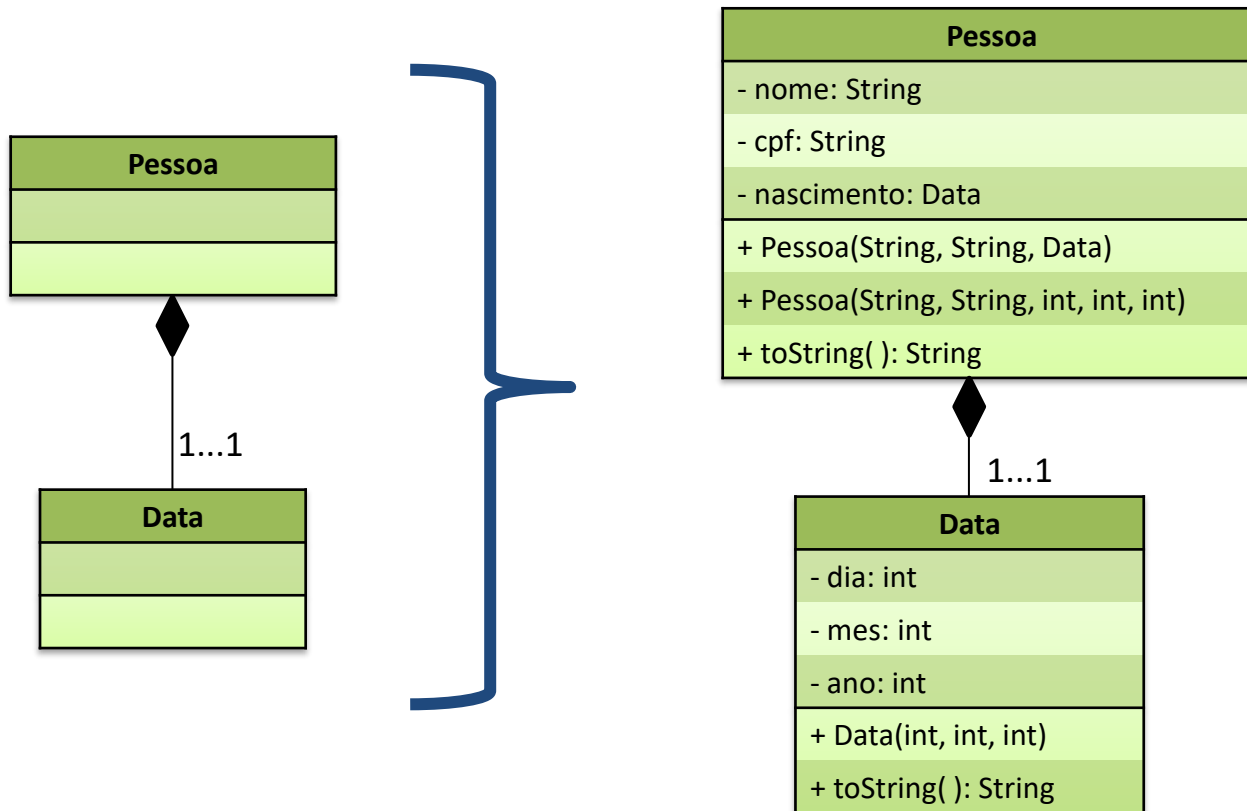 Pessoa
1...1
Data
Pessoa
- nome: String
- cpf: String
- nascimento: Data
+ Pessoa(String, String, Data)
+ Pessoa(String, String, int, int, int)
+ toString( ): String
1...1
Data
- dia: int
- mes: int
- ano: int
+ Data(int, int, int)
+ toString( ): String